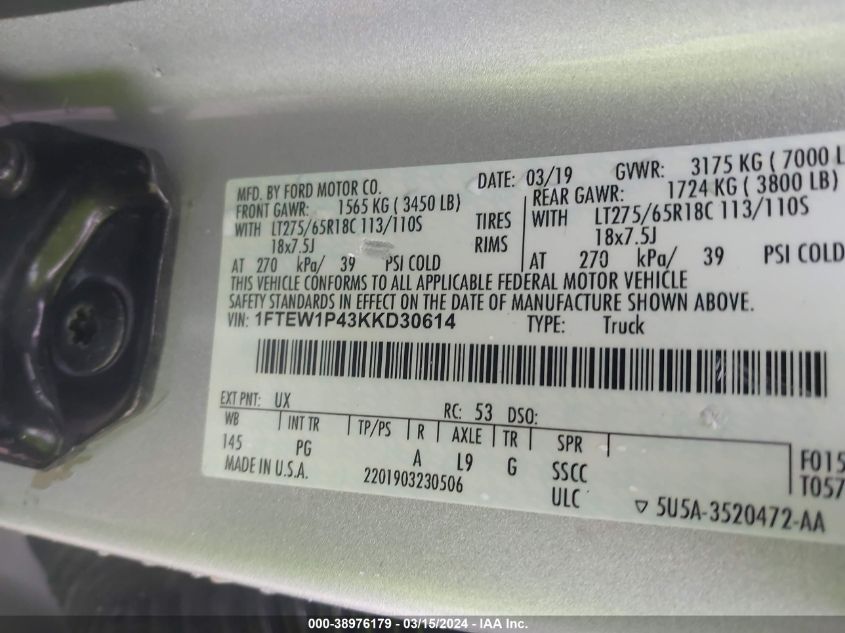 MFD. BY FORD MOTOR CO. DATE: 03/19 GVWR: 3175 KG ( 7000 L
FRONT GAWR: 1565 KG ( 3450 LB) REAR GAWR: 1724 KG ( 3800 LB)
WITH LT275/65R18C 113/110S TIRES WITH LT275/65R18C 113/110S
18x7.5J RIMS 18x7.5J
AT 270 kPa/ 39 PSI COLD AT 270 kPa/ 39 PSI COLD
THIS VEHICLE CONFORMS TO ALL APPLICABLE FEDERAL MOTOR VEHICLE
SAFETY STANDARDS IN EFFECT ON THE DATE OF MANUFACTURE SHOWN ABOVE.
VIN: 1FTEW1P43KKD30614 TYPE: Truck
EXT PNT: UX RC: 53 DSO:
WB INT TR TP/PS R AXLE TR SPR
145 PG A L9 G SSCC F015
MADE IN U.S.A. 2201903230506 ULC T057
▽ 5U5A-3520472-AA
000-38976179 - 03/15/2024 - IAA Inc.